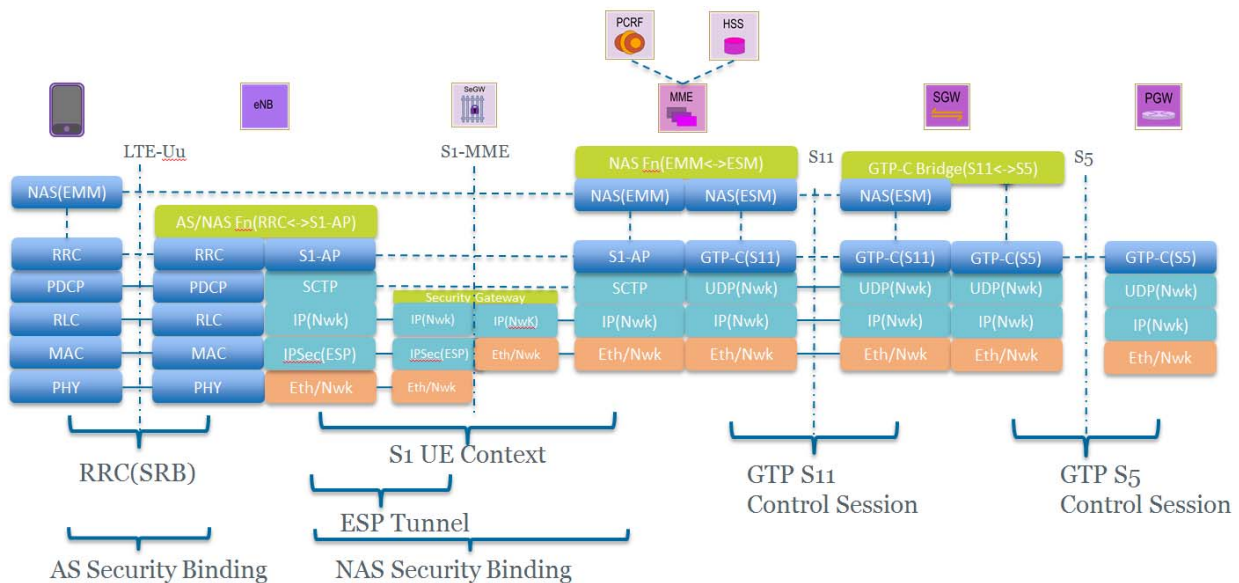 PCRF
HSS
eNB
SeGW
MME
SGW
PGW
LTE-Uu
S1-MME
S11
S5
NAS Fn(EMM<->ESM)
GTP-C Bridge(S11<->S5)
NAS(EMM)
NAS(EMM)
NAS(ESM)
NAS(ESM)
AS/NAS Fn(RRC<->S1-AP)
RRC
RRC
S1-AP
S1-AP
GTP-C(S11)
GTP-C(S11)
GTP-C(S5)
GTP-C(S5)
PDCP
PDCP
SCTP
Security Gateway
SCTP
UDP(Nwk)
UDP(Nwk)
UDP(Nwk)
UDP(Nwk)
RLC
RLC
IP(Nwk)
IP(Nwk)
IP(NwK)
IP(Nwk)
IP(Nwk)
IP(Nwk)
IP(Nwk)
IP(Nwk)
MAC
MAC
IPSec(ESP)
IPSec(ESP)
Eth/Nwk
Eth/Nwk
Eth/Nwk
Eth/Nwk
Eth/Nwk
Eth/Nwk
PHY
PHY
Eth/Nwk
Eth/Nwk
RRC(SRB)
S1 UE Context
GTP S11
Control Session
GTP S5
Control Session
ESP Tunnel
AS Security Binding
NAS Security Binding